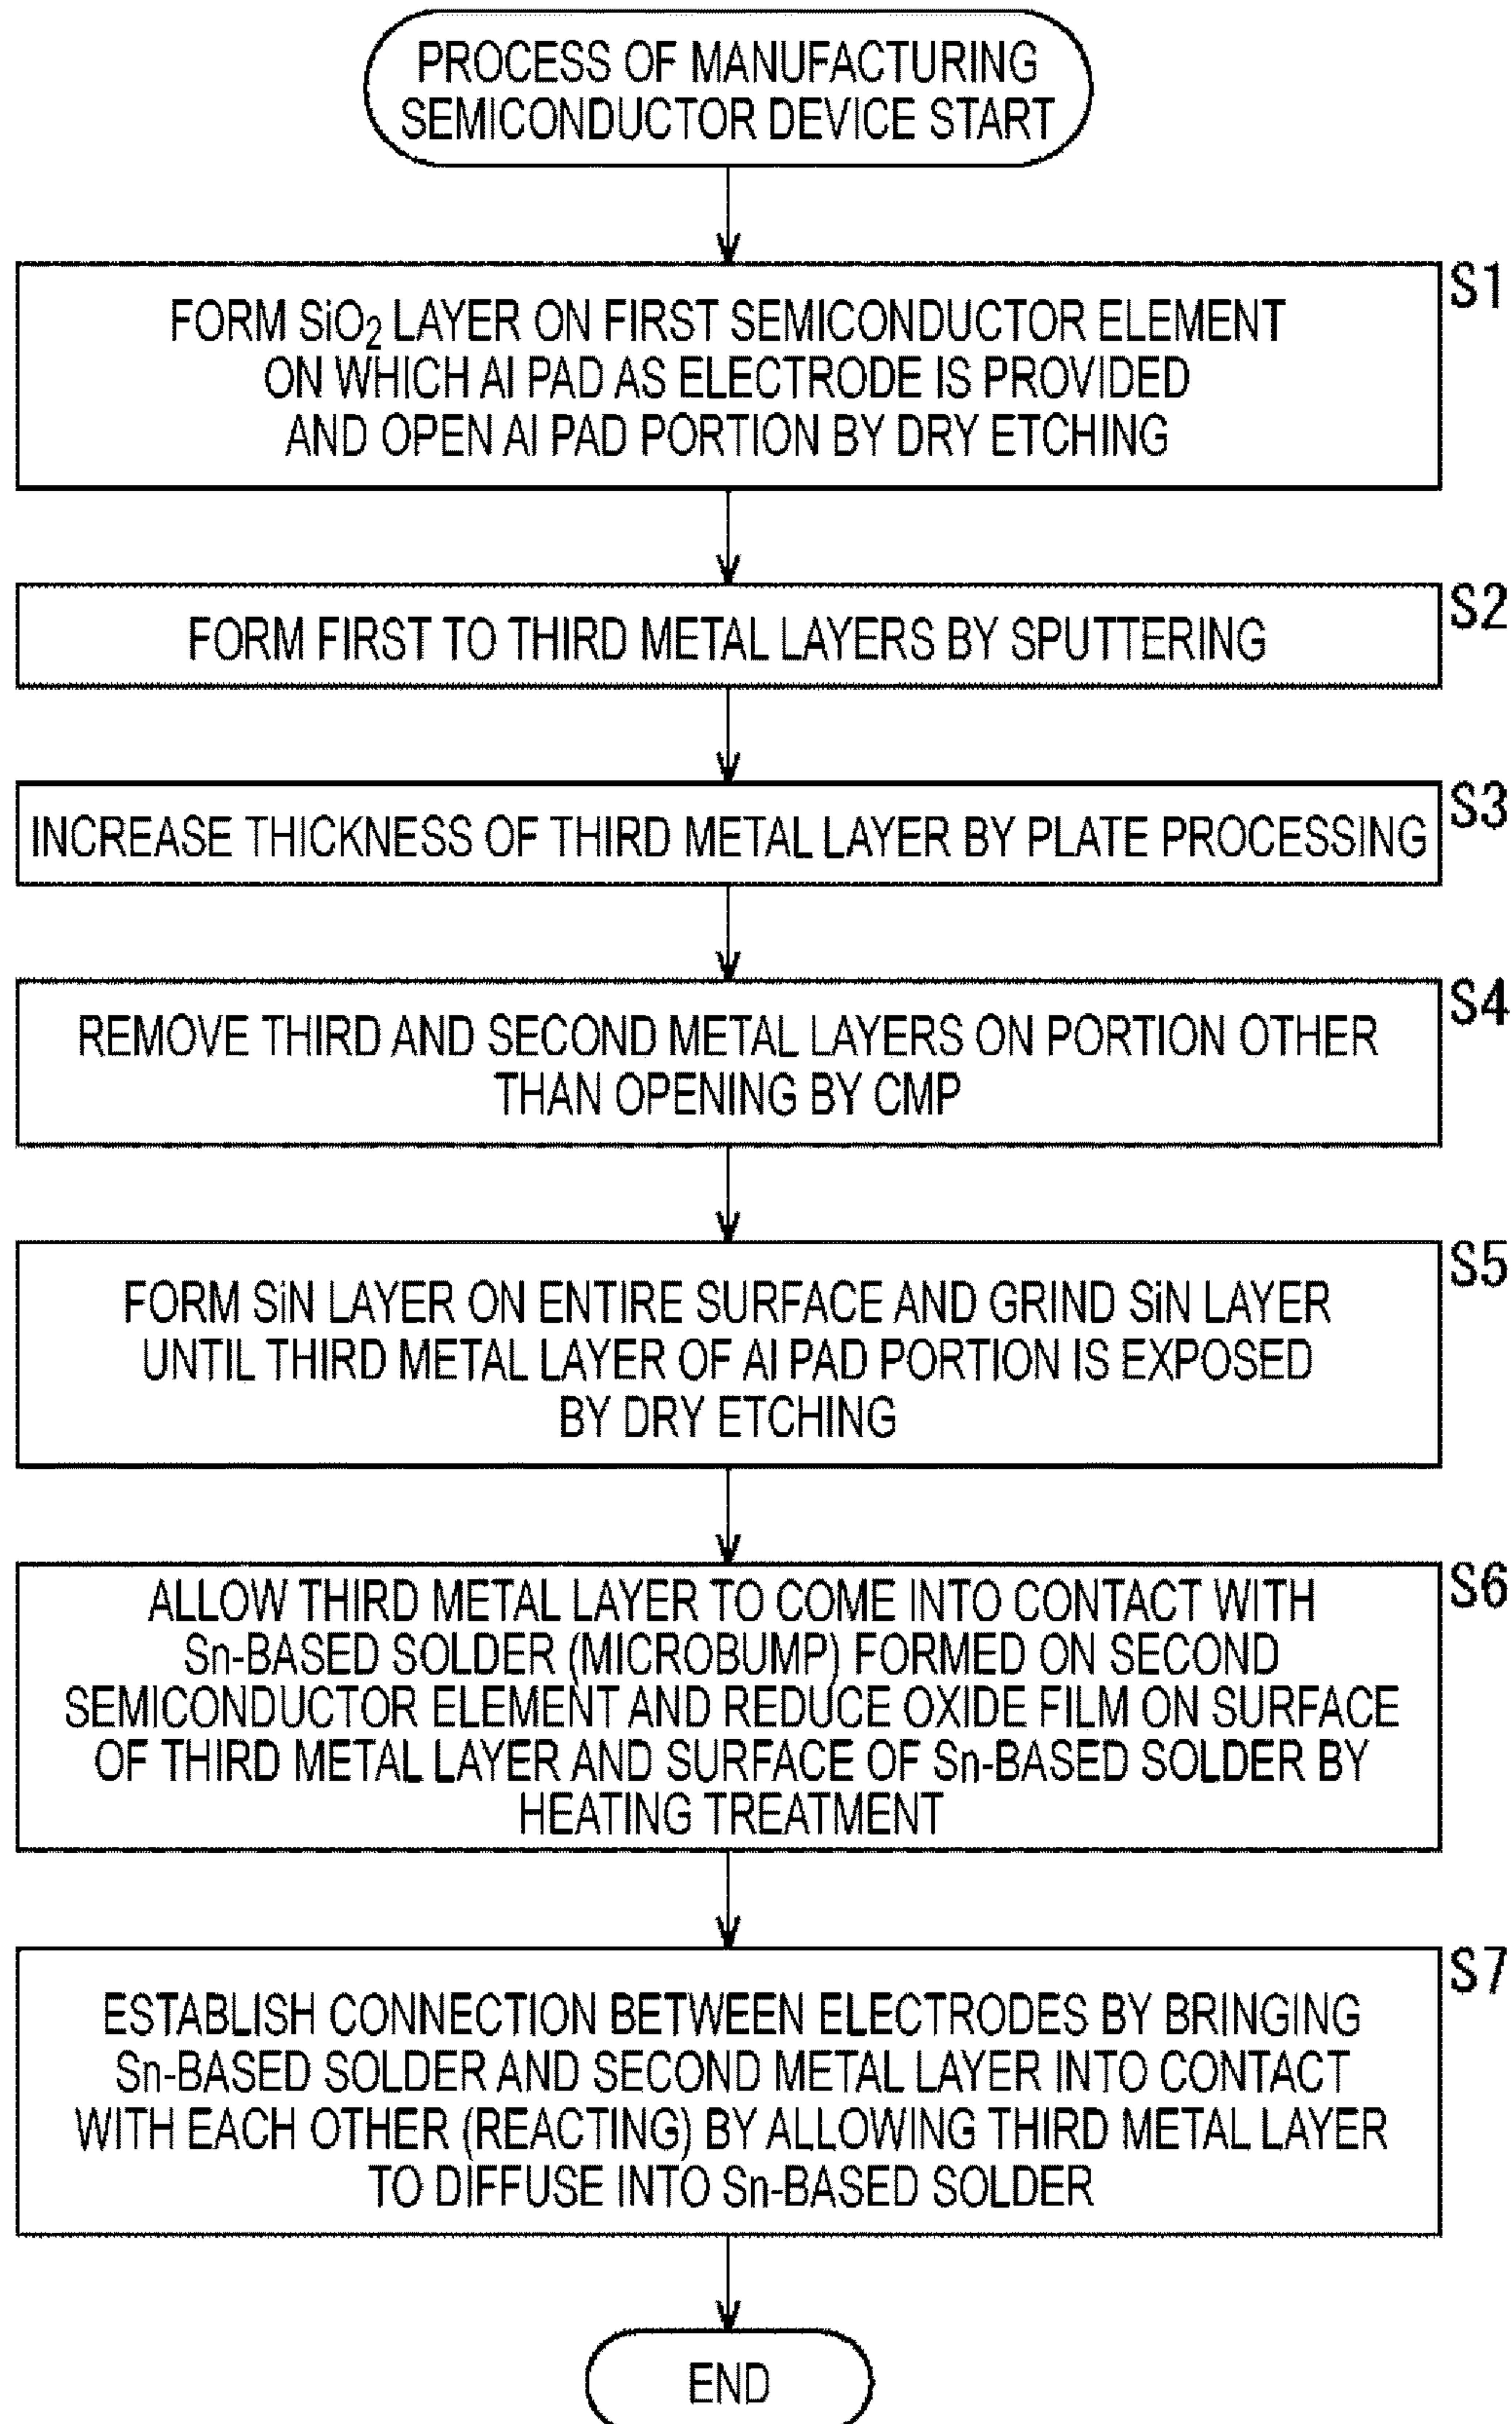 PROCESS OF MANUFACTURING
SEMICONDUCTOR DEVICE START
S1
FORM SiO₂ LAYER ON FIRST SEMICONDUCTOR ELEMENT
ON WHICH Al PAD AS ELECTRODE IS PROVIDED
AND OPEN Al PAD PORTION BY DRY ETCHING
S2
FORM FIRST TO THIRD METAL LAYERS BY SPUTTERING
S3
INCREASE THICKNESS OF THIRD METAL LAYER BY PLATE PROCESSING
S4
REMOVE THIRD AND SECOND METAL LAYERS ON PORTION OTHER
THAN OPENING BY CMP
S5
FORM SiN LAYER ON ENTIRE SURFACE AND GRIND SiN LAYER
UNTIL THIRD METAL LAYER OF Al PAD PORTION IS EXPOSED
BY DRY ETCHING
S6
ALLOW THIRD METAL LAYER TO COME INTO CONTACT WITH
Sn-BASED SOLDER (MICROBUMP) FORMED ON SECOND
SEMICONDUCTOR ELEMENT AND REDUCE OXIDE FILM ON SURFACE
OF THIRD METAL LAYER AND SURFACE OF Sn-BASED SOLDER BY
HEATING TREATMENT
S7
ESTABLISH CONNECTION BETWEEN ELECTRODES BY BRINGING
Sn-BASED SOLDER AND SECOND METAL LAYER INTO CONTACT
WITH EACH OTHER (REACTING) BY ALLOWING THIRD METAL LAYER
TO DIFFUSE INTO Sn-BASED SOLDER
END